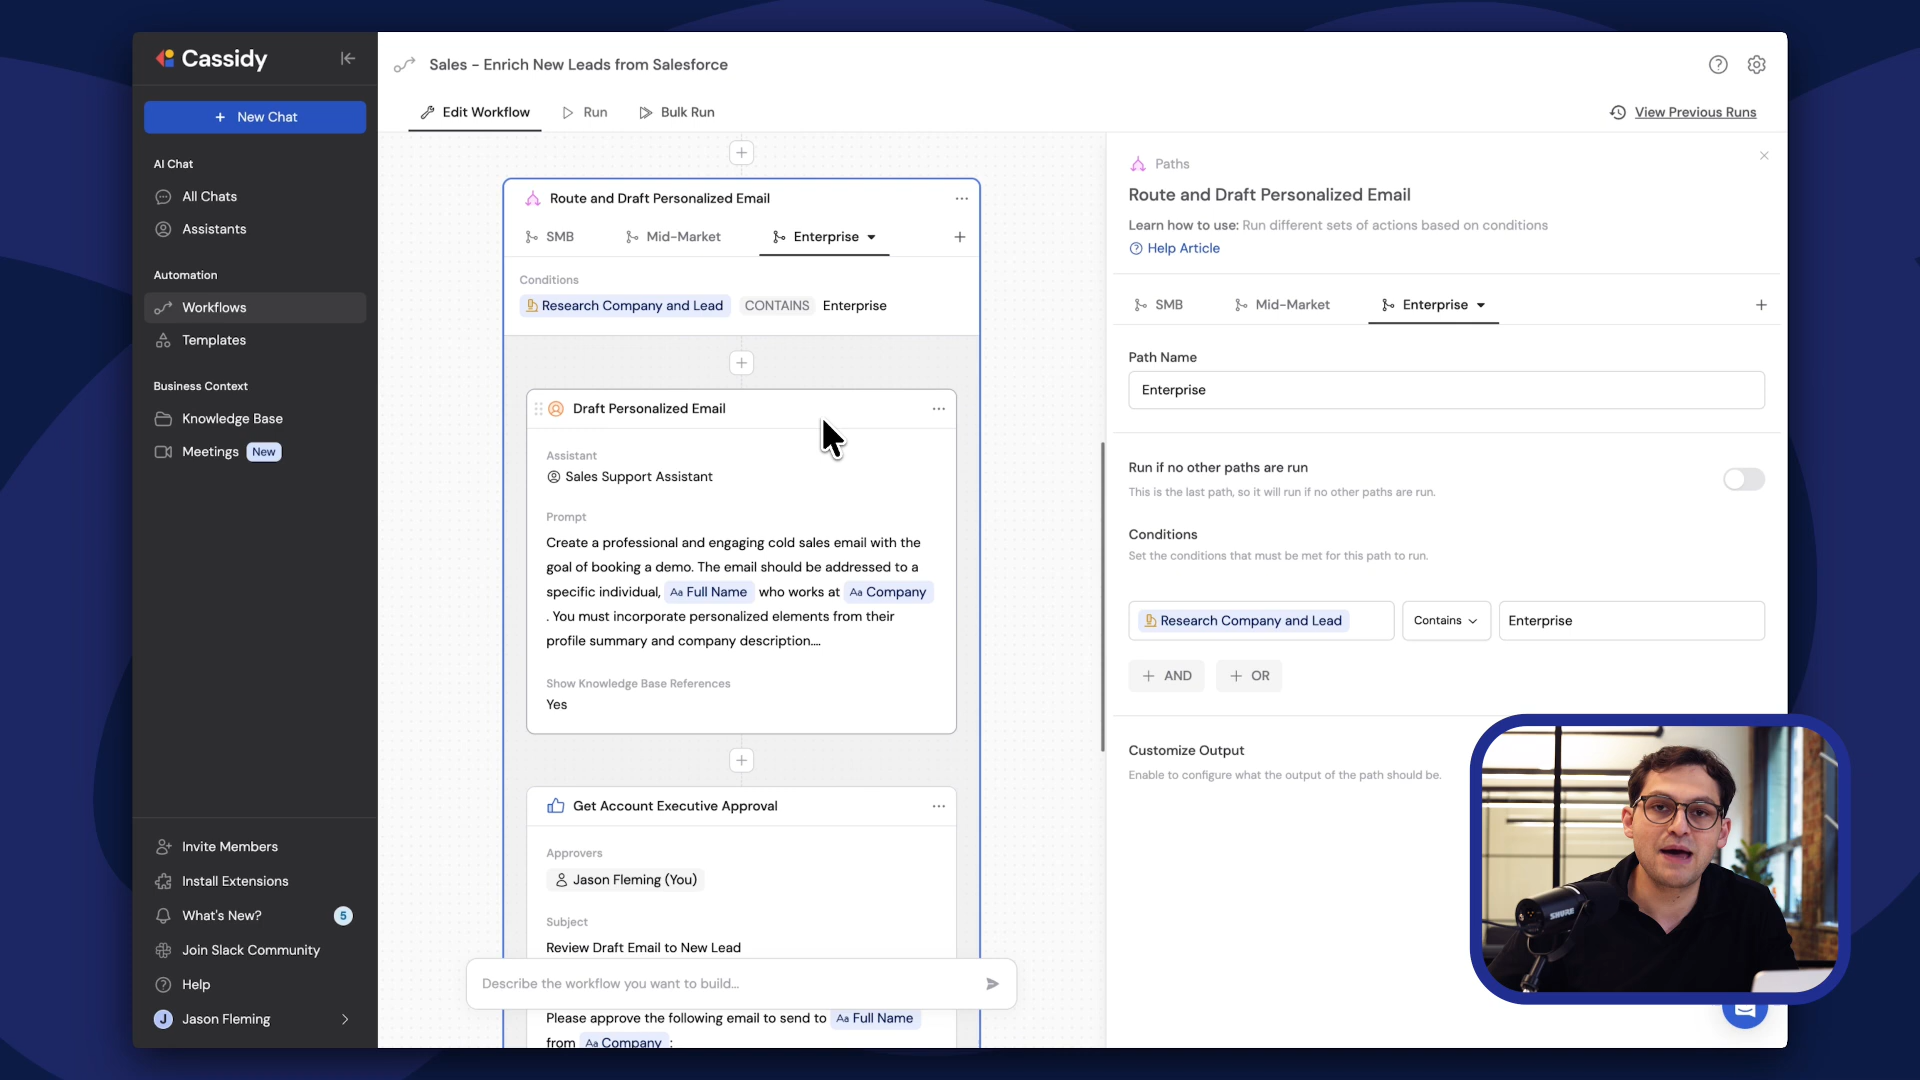 Cassidy
+ New Chat
AI Chat
All Chats
Assistants
Automation
Workflows
Templates
Business Context
Knowledge Base
Meetings New
Invite Members
Install Extensions
What's New? 5
Join Slack Community
Help
J Jason Fleming
Sales - Enrich New Leads from Salesforce
Edit Workflow
Run
Bulk Run
View Previous Runs
Route and Draft Personalized Email
SMB
Mid-Market
Enterprise
Conditions
Research Company and Lead CONTAINS Enterprise
Draft Personalized Email
Assistant
Sales Support Assistant
Prompt
Create a professional and engaging cold sales email with the
goal of booking a demo. The email should be addressed to a
specific individual, Aa Full Name who works at Aa Company
. You must incorporate personalized elements from their
profile summary and company description....
Show Knowledge Base References
Yes
Get Account Executive Approval
Approvers
Jason Fleming (You)
Subject
Review Draft Email to New Lead
Describe the workflow you want to build...
Please approve the following email to send to Aa Full Name
from Aa Company :
Paths
Route and Draft Personalized Email
Learn how to use: Run different sets of actions based on conditions
Help Article
SMB
Mid-Market
Enterprise
Path Name
Enterprise
Run if no other paths are run
This is the last path, so it will run if no other paths are run.
Conditions
Set the conditions that must be met for this path to run.
Research Company and Lead
Contains
Enterprise
+ AND
+ OR
Customize Output
Enable to configure what the output of the path should be.
SHURE